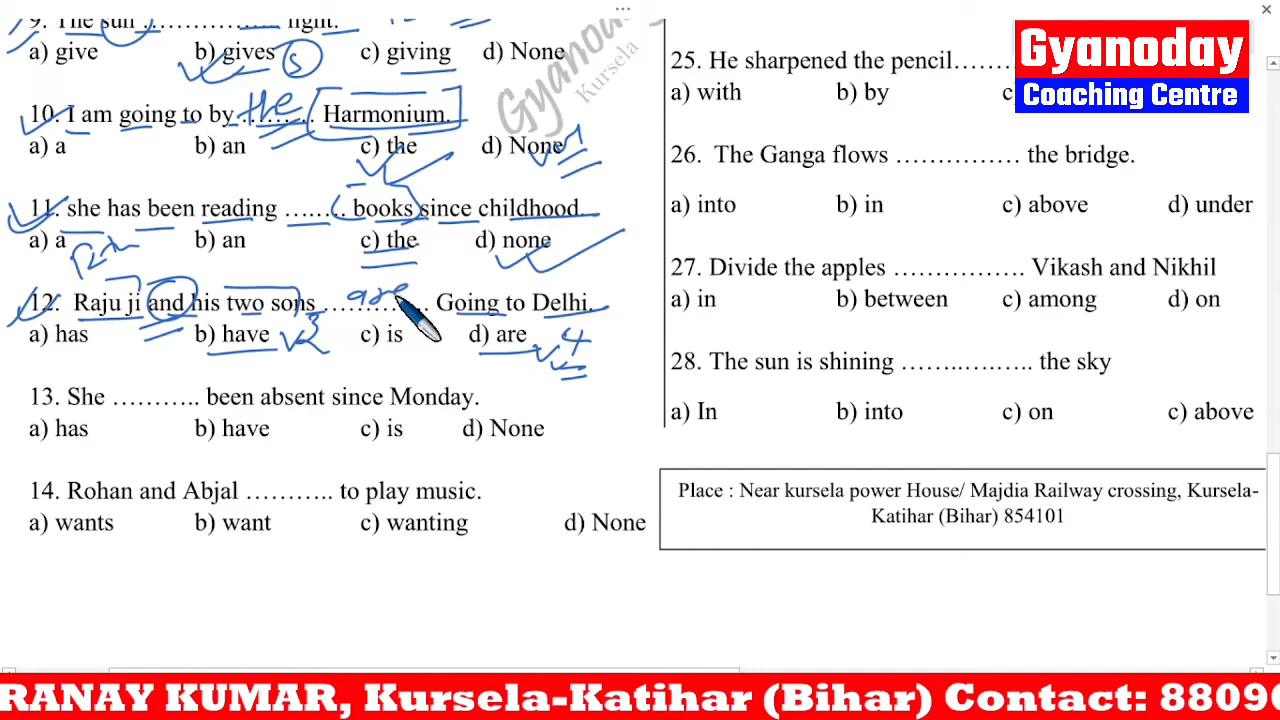 9. The sun ……………… light.
a) give b) gives c) giving d) None
10. I am going to by the ……… Harmonium.
a) a b) an c) the d) None
11. she has been reading …….. books since childhood.
a) a b) an c) the d) none
12. Raju ji and his two sons are …………. Going to Delhi.
a) has b) have c) is d) are 4
13. She ……….. been absent since Monday.
a) has b) have c) is d) None
14. Rohan and Abjal ……….. to play music.
a) wants b) want c) wanting d) None
Gyanoday
Coaching Centre
25. He sharpened the pencil…….
a) with b) by c
26. The Ganga flows …………… the bridge.
a) into b) in c) above d) under
27. Divide the apples ……………. Vikash and Nikhil
a) in b) between c) among d) on
28. The sun is shining ……..….….. the sky
a) In b) into c) on c) above
Place : Near kursela power House/ Majdia Railway crossing, Kursela-
Katihar (Bihar) 854101
Kursela
RANAY KUMAR, Kursela-Katihar (Bihar) Contact: 8809